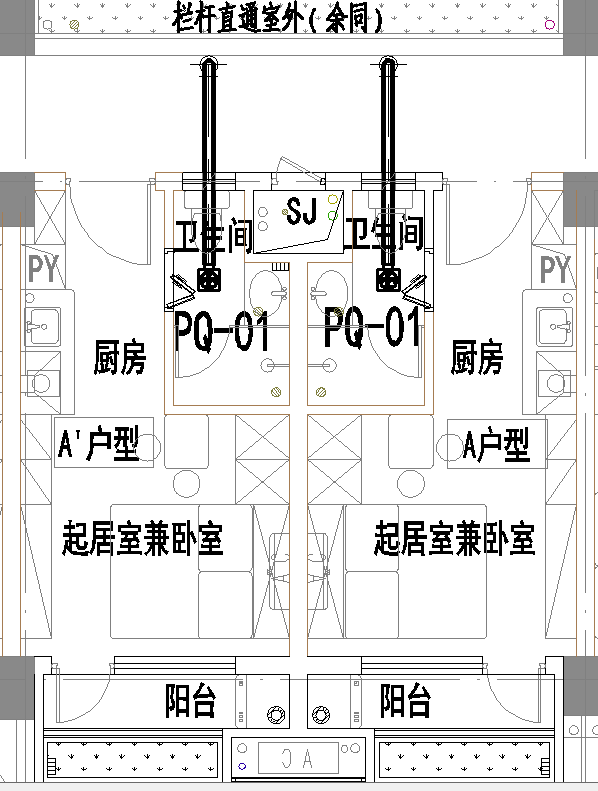 栏杆直通室外(余同)
SJ
卫生间
卫生间
PY
PY
PQ-01
PQ-01
厨房
厨房
A'户型
A户型
起居室兼卧室
起居室兼卧室
阳台
阳台
AC